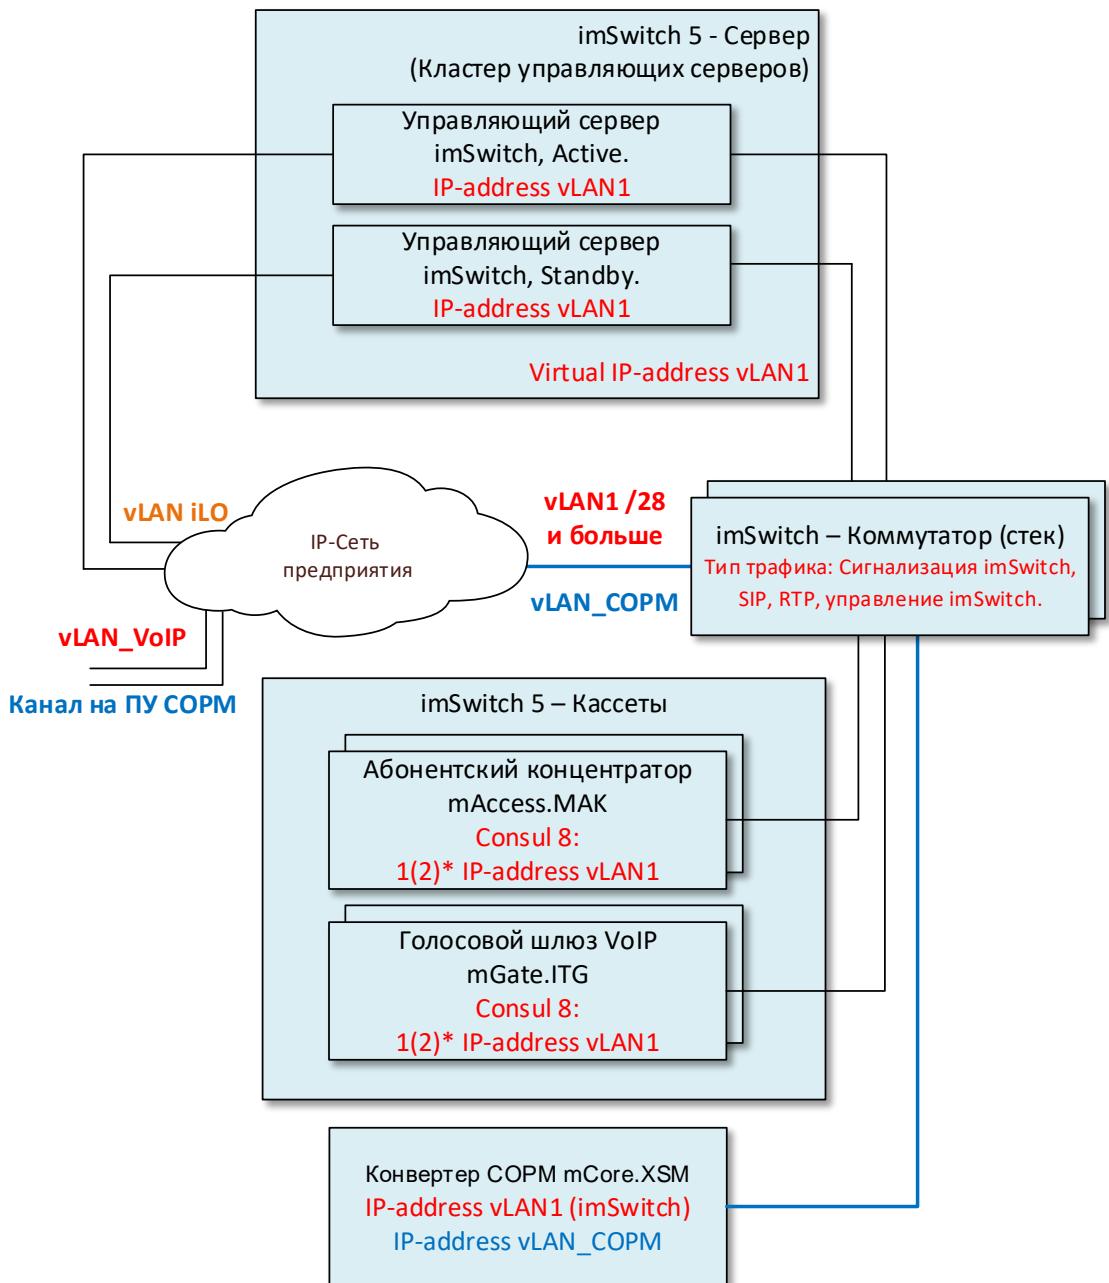 imSwitch 5 - Сервер
(Кластер управляющих серверов)
Управляющий сервер
imSwitch, Active.
IP-address vLAN1
Управляющий сервер
imSwitch, Standby.
IP-address vLAN1
Virtual IP-address vLAN1
vLAN iLO
IP-Сеть
предприятия
vLAN1 /28
и больше
vLAN_СОРМ
imSwitch – Коммутатор (стек)
Тип трафика: Сигнализация imSwitch,
SIP, RTP, управление imSwitch.
vLAN_VoIP
Канал на ПУ СОРМ
imSwitch 5 – Кассеты
Абонентский концентратор
mAccess.MAK
Consul 8:
1(2)* IP-address vLAN1
Голосовой шлюз VoIP
mGate.ITG
Consul 8:
1(2)* IP-address vLAN1
Конвертер СОРМ mCore.XSM
IP-address vLAN1 (imSwitch)
IP-address vLAN_СОРМ